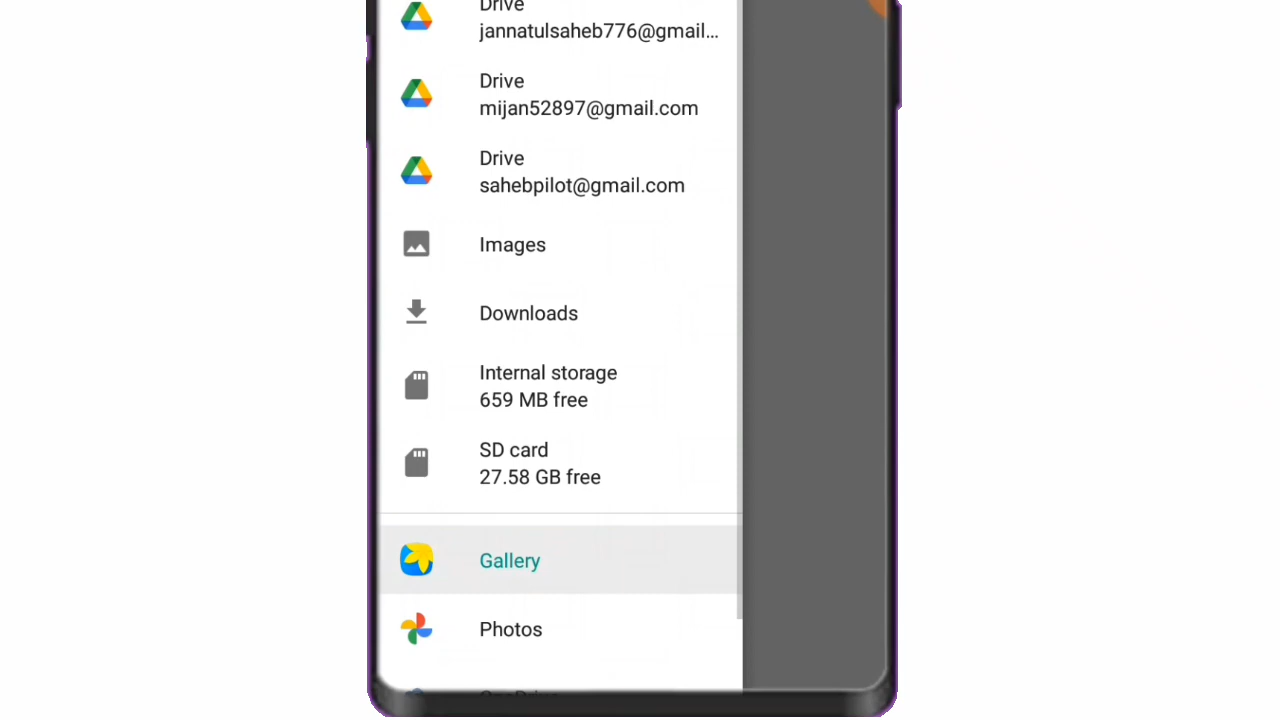 Drive
jannatulsaheb776@gmail...
Drive
mijan52897@gmail.com
Drive
sahebpilot@gmail.com
Images
Downloads
Internal storage
659 MB free
SD card
27.58 GB free
Gallery
Photos
OneDrive